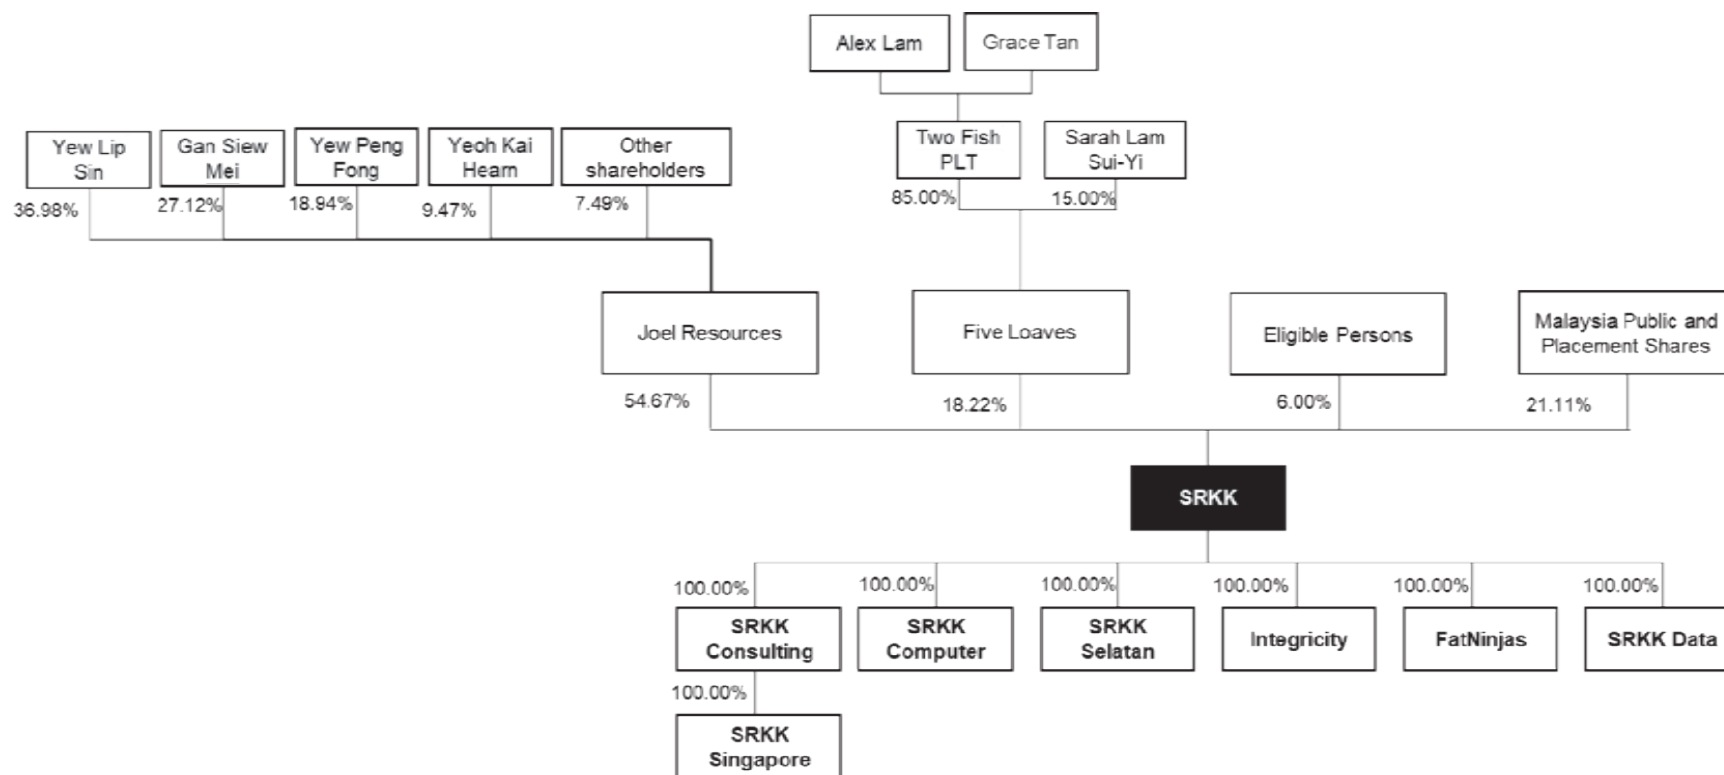 Alex Lam
Grace Tan
Yew Lip
Sin
Gan Siew
Mei
Yew Peng
Fong
Yeoh Kai
Hearn
Other
shareholders
Two Fish
PLT
Sarah Lam
Sui-Yi
36.98%
27.12%
18.94%
9.47%
7.49%
85.00%
15.00%
Joel Resources
Five Loaves
Eligible Persons
Malaysia Public and
Placement Shares
54.67%
18.22%
6.00%
21.11%
SRKK
100.00%
100.00%
100.00%
100.00%
100.00%
100.00%
SRKK
Consulting
SRKK
Computer
SRKK
Selatan
Integricity
FatNinjas
SRKK Data
100.00%
SRKK
Singapore